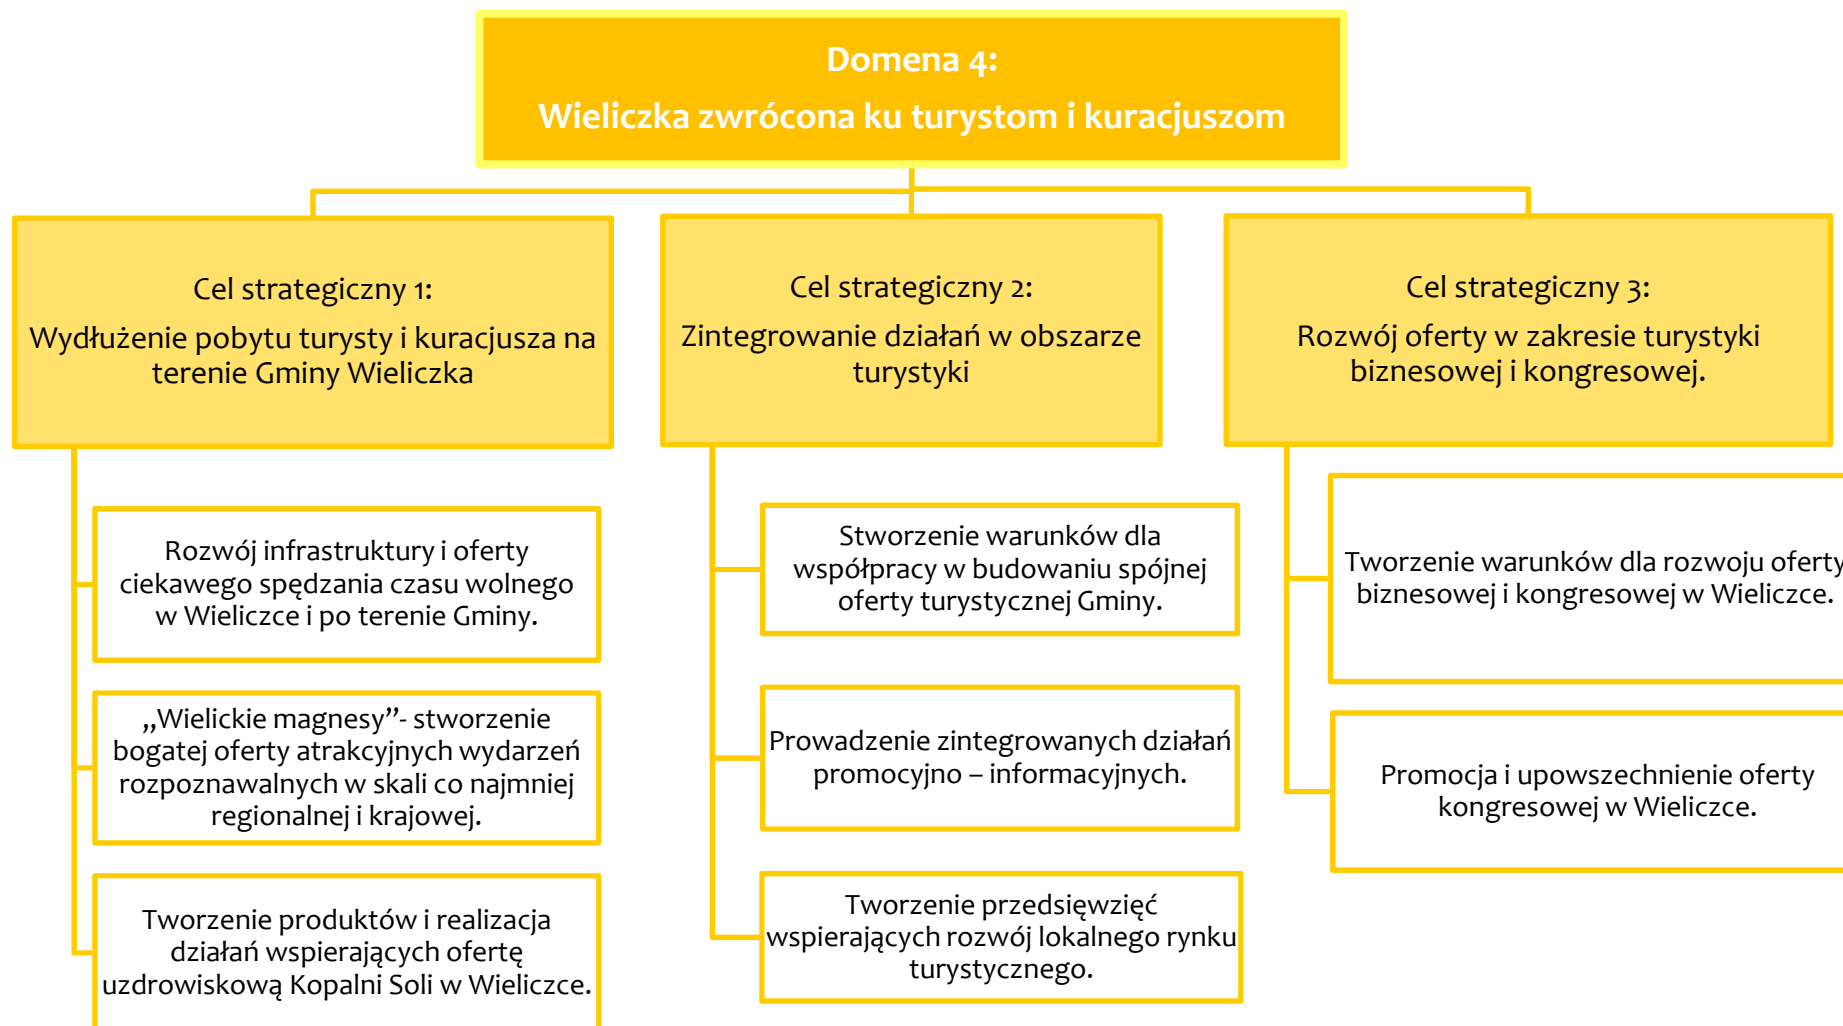 Domena 4:
Wieliczka zwrócona ku turystom i kuracjuszom
Cel strategiczny 1:
Wydłużenie pobytu turysty i kuracjusza na
terenie Gminy Wieliczka
Rozwój infrastruktury i oferty
ciekawego spędzania czasu wolnego
w Wieliczce i po terenie Gminy.
„Wielickie magnesy”- stworzenie
bogatej oferty atrakcyjnych wydarzeń
rozpoznawalnych w skali co najmniej
regionalnej i krajowej.
Tworzenie produktów i realizacja
działań wspierających ofertę
uzdrowiskową Kopalni Soli w Wieliczce.
Cel strategiczny 2:
Zintegrowanie działań w obszarze
turystyki
Stworzenie warunków dla
współpracy w budowaniu spójnej
oferty turystycznej Gminy.
Prowadzenie zintegrowanych działań
promocyjno – informacyjnych.
Tworzenie przedsięwzięć
wspierających rozwój lokalnego rynku
turystycznego.
Cel strategiczny 3:
Rozwój oferty w zakresie turystyki
biznesowej i kongresowej.
Tworzenie warunków dla rozwoju oferty
biznesowej i kongresowej w Wieliczce.
Promocja i upowszechnienie oferty
kongresowej w Wieliczce.